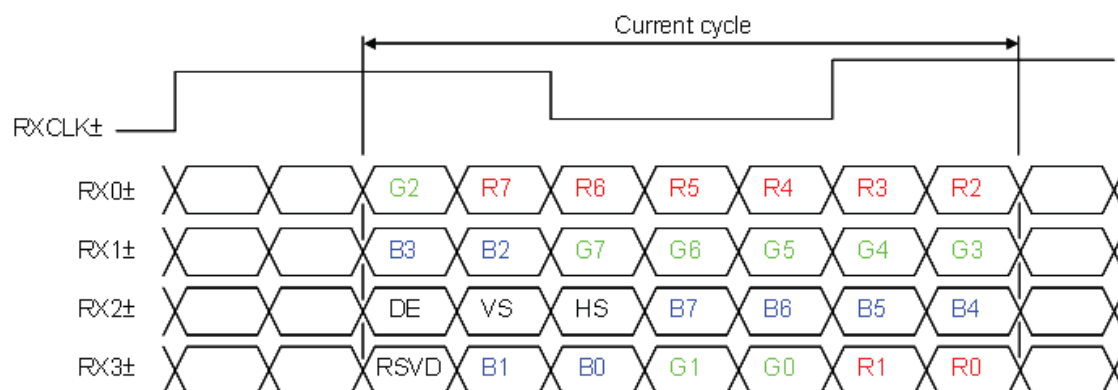 Current cycle
RXCLK±
RX0± G2 R7 R6 R5 R4 R3 R2
RX1± B3 B2 G7 G6 G5 G4 G3
RX2± DE VS HS B7 B6 B5 B4
RX3± RSVD B1 B0 G1 G0 R1 R0